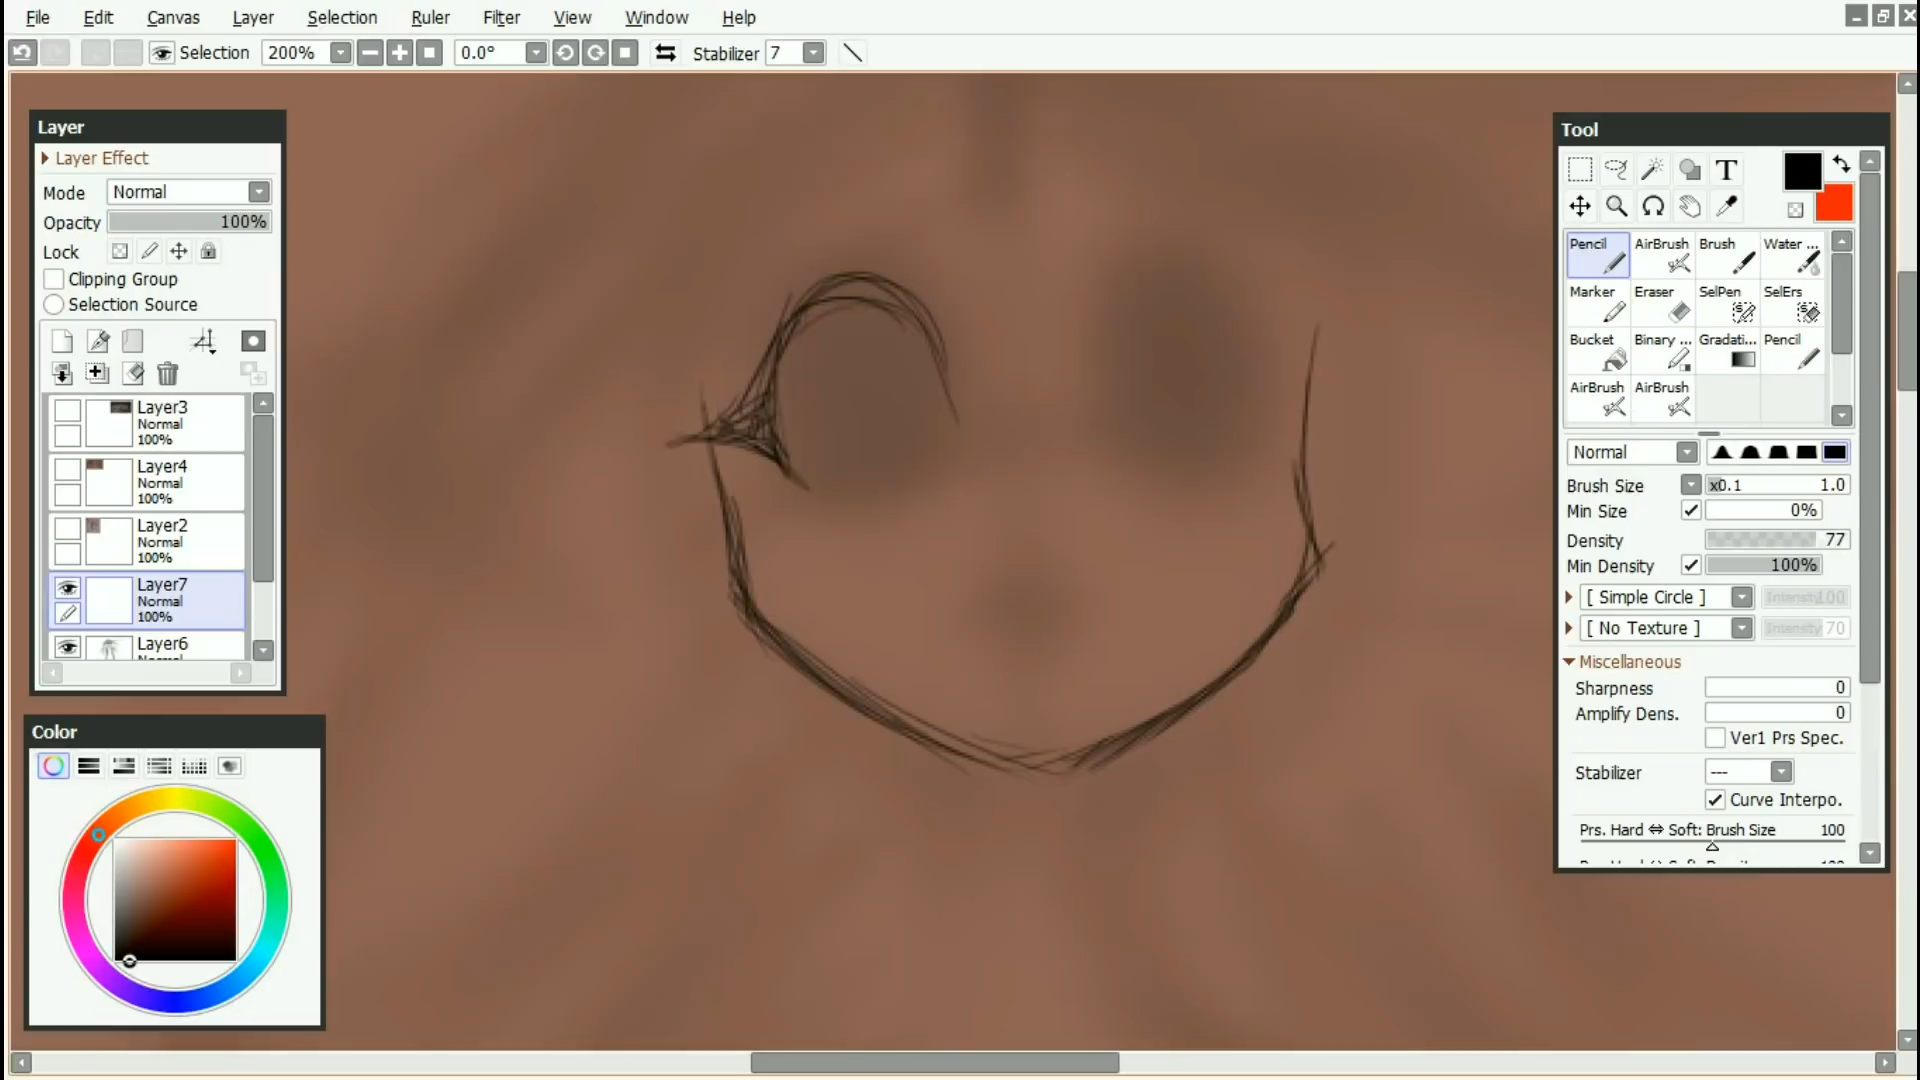 File Edit Canvas Layer Selection Ruler Filter View Window Help
Selection 200% 0.0° Stabilizer 7
Layer
Layer Effect
Mode Normal
Opacity 100%
Lock
Clipping Group
Selection Source
Layer3
Normal
100%
Layer4
Normal
100%
Layer2
Normal
100%
Layer7
Normal
100%
Layer6
Color
Tool
T
Pencil AirBrush Brush Water ...
Marker Eraser SelPen SelErs
Bucket Binary ... Gradati... Pencil
AirBrush AirBrush
Normal
Brush Size x0.1 1.0
Min Size 0%
Density 77
Min Density 100%
[ Simple Circle ] Intensity 100
[ No Texture ] Intensity 70
Miscellaneous
Sharpness 0
Amplify Dens. 0
Ver1 Prs Spec.
Stabilizer ---
Curve Interpo.
Prs. Hard ⇔ Soft: Brush Size 100